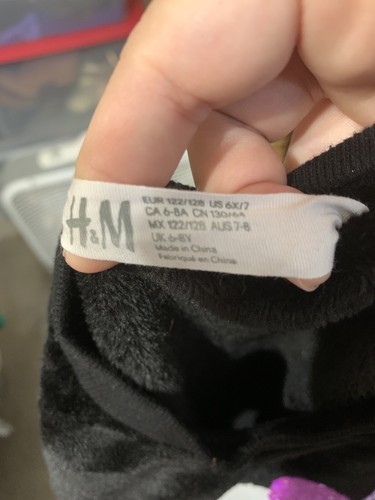 H&M
EUR 122/128 US 6X/7
CA 6-8A CN 130/64
MX 122/128 AUS 7-8
UK 6-8Y
Made in China
Fabriqué en Chine